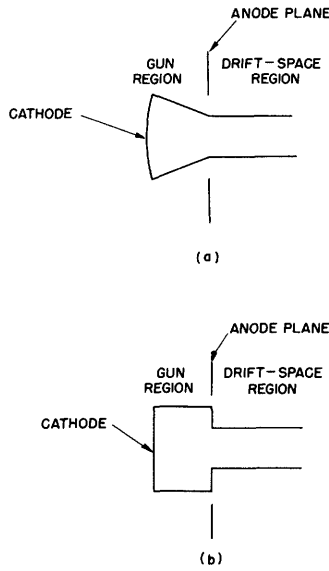 ANODE PLANE
GUN
REGION
DRIFT-SPACE
REGION
CATHODE
(a)
ANODE PLANE
GUN
REGION
DRIFT-SPACE
REGION
CATHODE
(b)